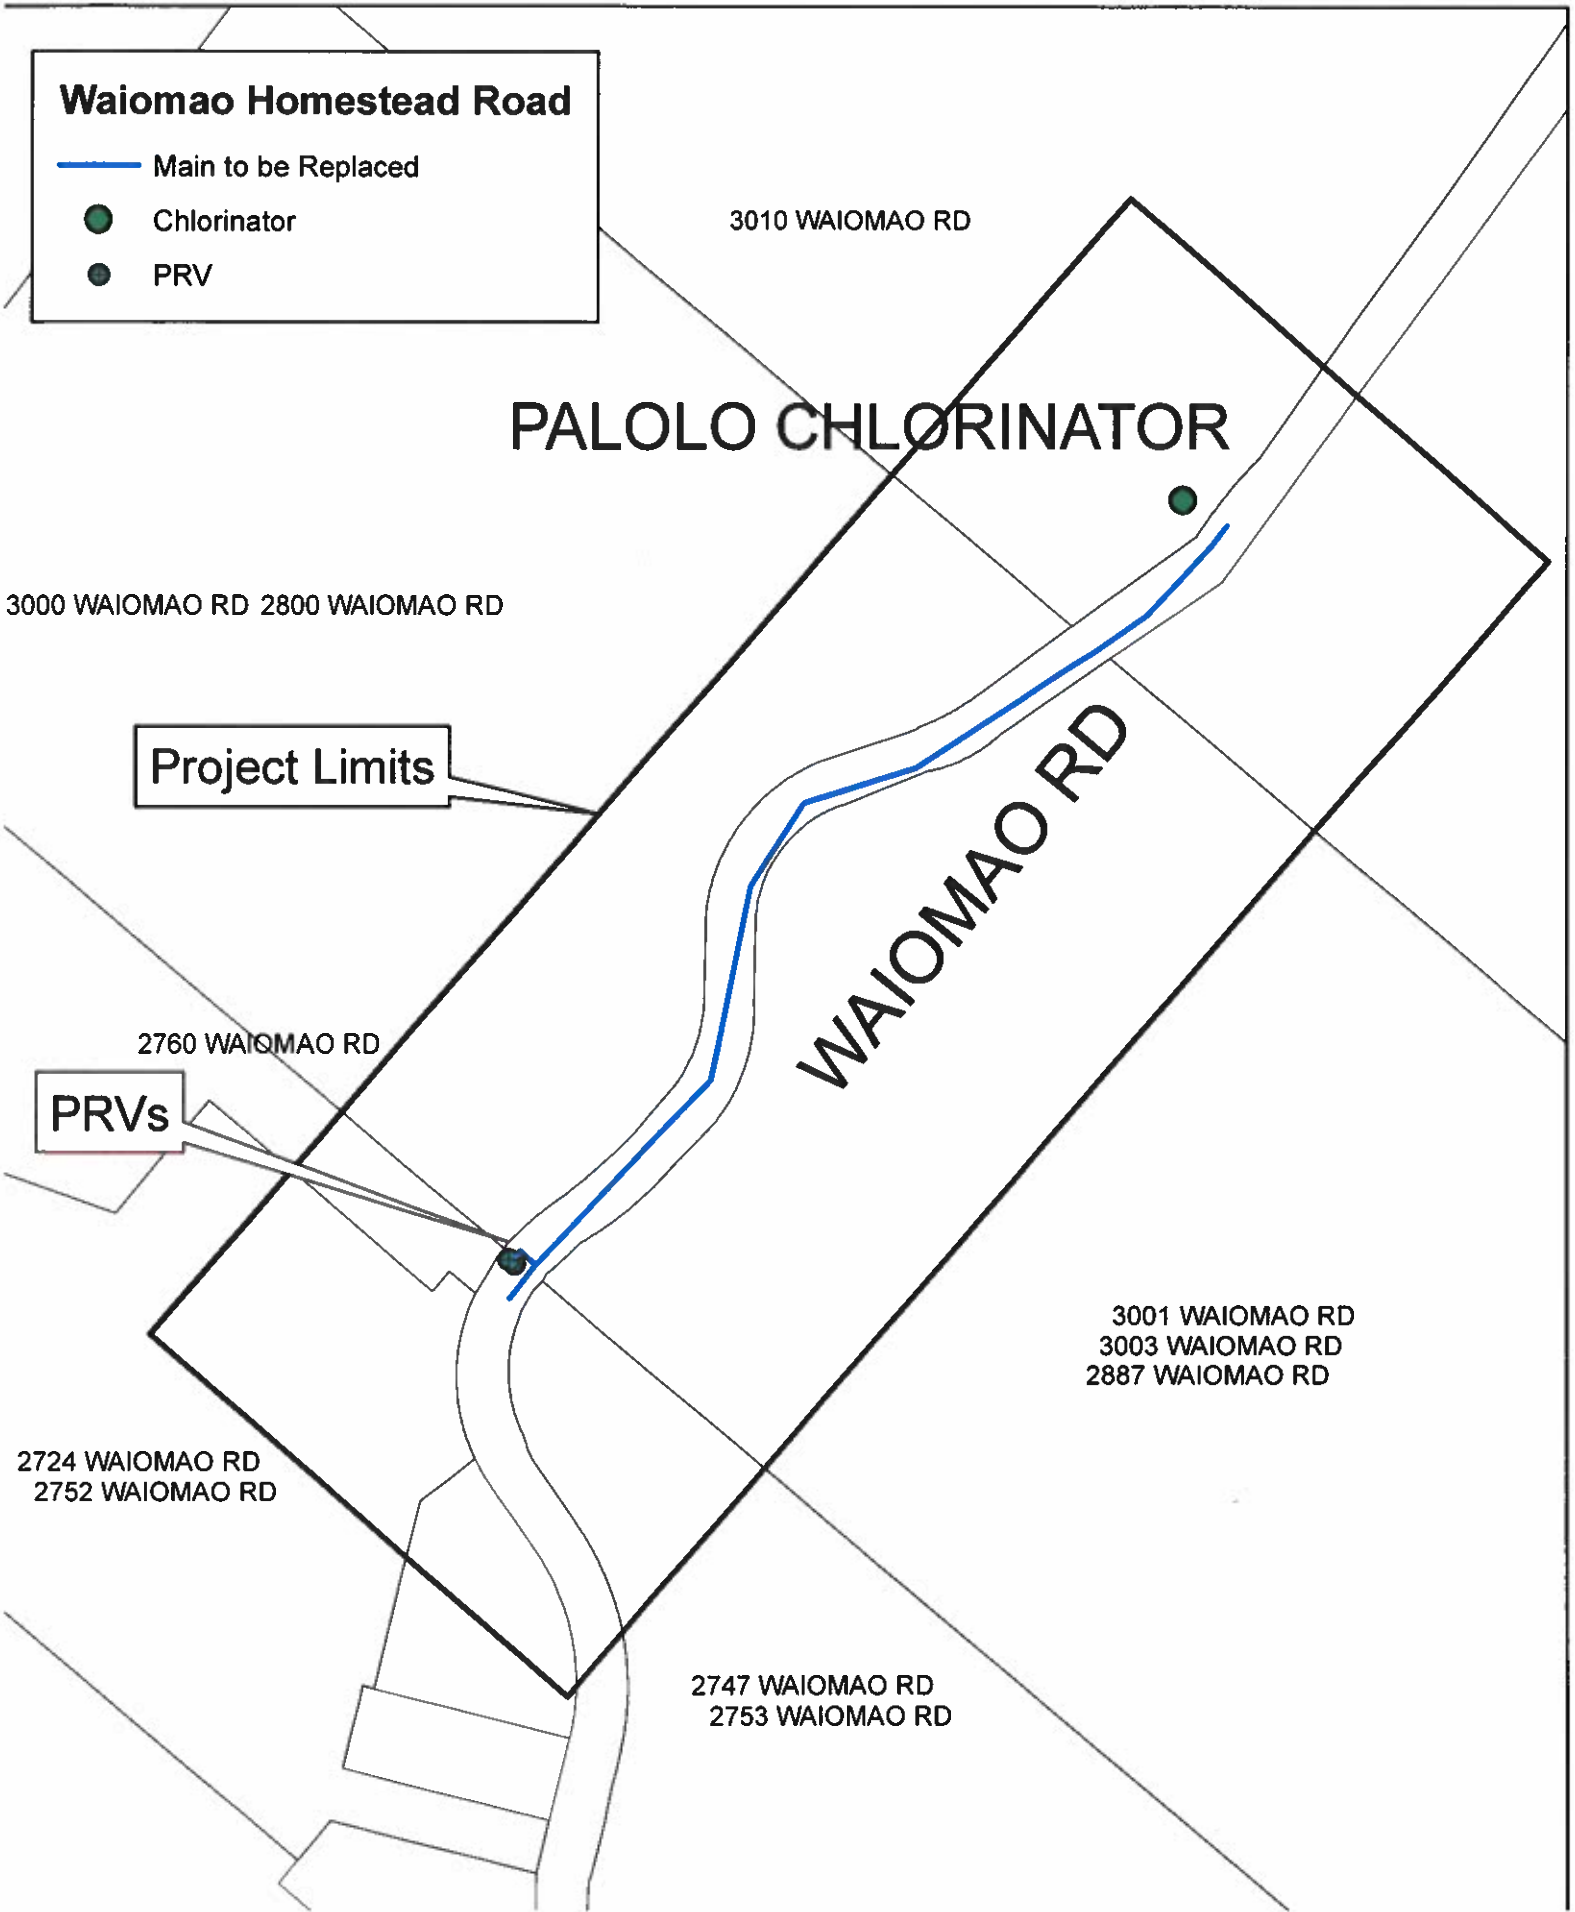 Waiomao Homestead Road
Main to be Replaced
Chlorinator
PRV
3010 WAIOMAO RD
PALOLO CHLORINATOR
3000 WAIOMAO RD 2800 WAIOMAO RD
Project Limits
WAIOMAO RD
2760 WAIOMAO RD
PRVs
3001 WAIOMAO RD
3003 WAIOMAO RD
2887 WAIOMAO RD
2724 WAIOMAO RD
2752 WAIOMAO RD
2747 WAIOMAO RD
2753 WAIOMAO RD